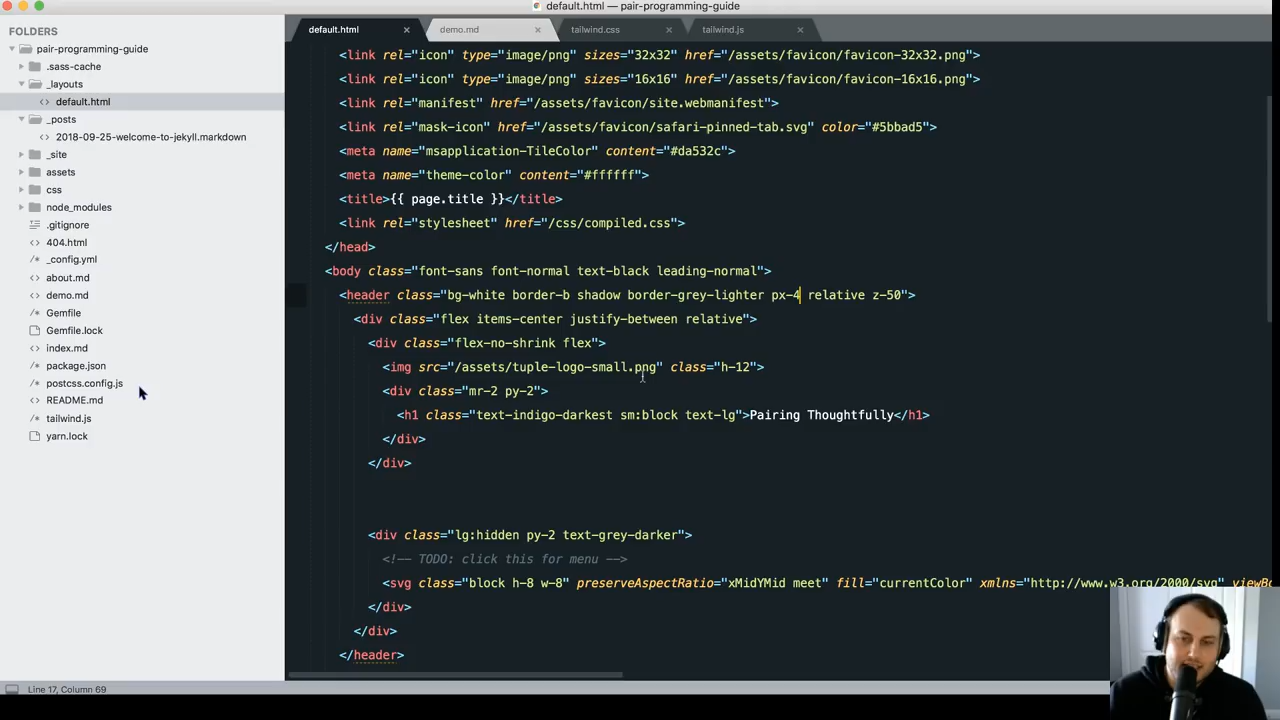 default.html — pair-programming-guide
FOLDERS
pair-programming-guide
.sass-cache
_layouts
default.html
_posts
2018-09-25-welcome-to-jekyll.markdown
_site
assets
css
node_modules
.gitignore
404.html
_config.yml
about.md
demo.md
Gemfile
Gemfile.lock
index.md
package.json
postcss.config.js
README.md
tailwind.js
yarn.lock
default.html
demo.md
tailwind.css
tailwind.js
<link rel="icon" type="image/png" sizes="32x32" href="/assets/favicon/favicon-32x32.png">
<link rel="icon" type="image/png" sizes="16x16" href="/assets/favicon/favicon-16x16.png">
<link rel="manifest" href="/assets/favicon/site.webmanifest">
<link rel="mask-icon" href="/assets/favicon/safari-pinned-tab.svg" color="#5bbad5">
<meta name="msapplication-TileColor" content="#da532c">
<meta name="theme-color" content="#ffffff">
<title>{{ page.title }}</title>
<link rel="stylesheet" href="/css/compiled.css">
</head>
<body class="font-sans font-normal text-black leading-normal">
<header class="bg-white border-b shadow border-grey-lighter px-4 relative z-50">
<div class="flex items-center justify-between relative">
<div class="flex-no-shrink flex">
<img src="/assets/tuple-logo-small.png" class="h-12">
<div class="mr-2 py-2">
<h1 class="text-indigo-darkest sm:block text-lg">Pairing Thoughtfully</h1>
</div>
</div>
<div class="lg:hidden py-2 text-grey-darker">
<!-- TODO: click this for menu -->
<svg class="block h-8 w-8" preserveAspectRatio="xMidYMid meet" fill="currentColor" xmlns="http://www.w3.org/2000/svg" viewBo
</div>
</div>
</header>
Line 17, Column 69